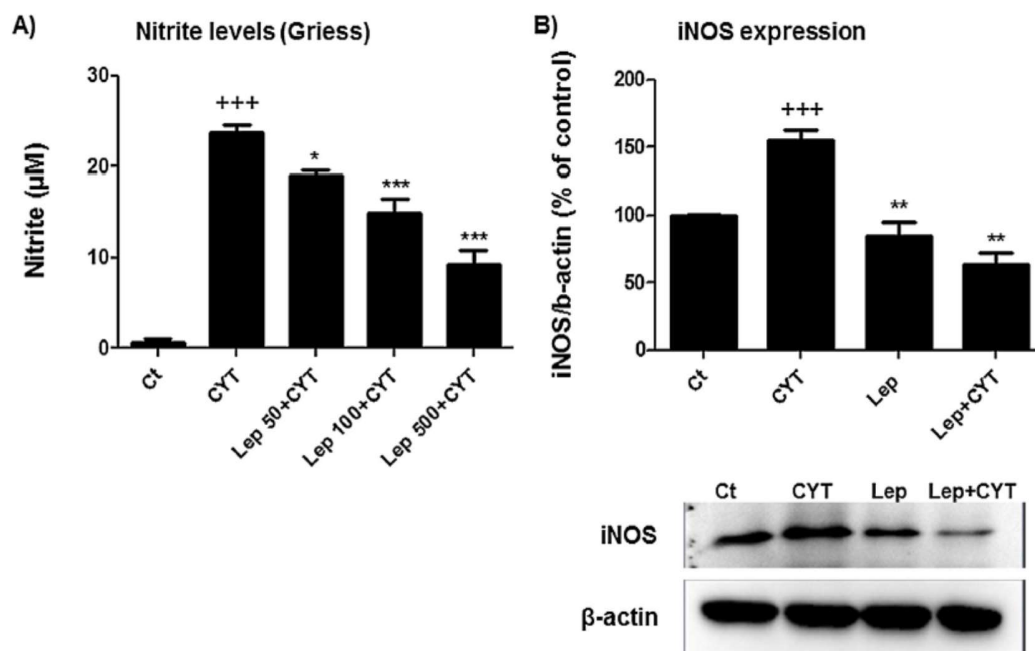 A)
Nitrite levels (Griess)
Nitrite (µM)
30
20
10
0
+++
*
***
***
Ct
CYT
Lep 50+CYT
Lep 100+CYT
Lep 500+CYT
B)
iNOS expression
iNOS/b-actin (% of control)
200
150
100
50
0
+++
**
**
Ct
CYT
Lep
Lep+CYT
Ct CYT Lep Lep+CYT
iNOS
β-actin